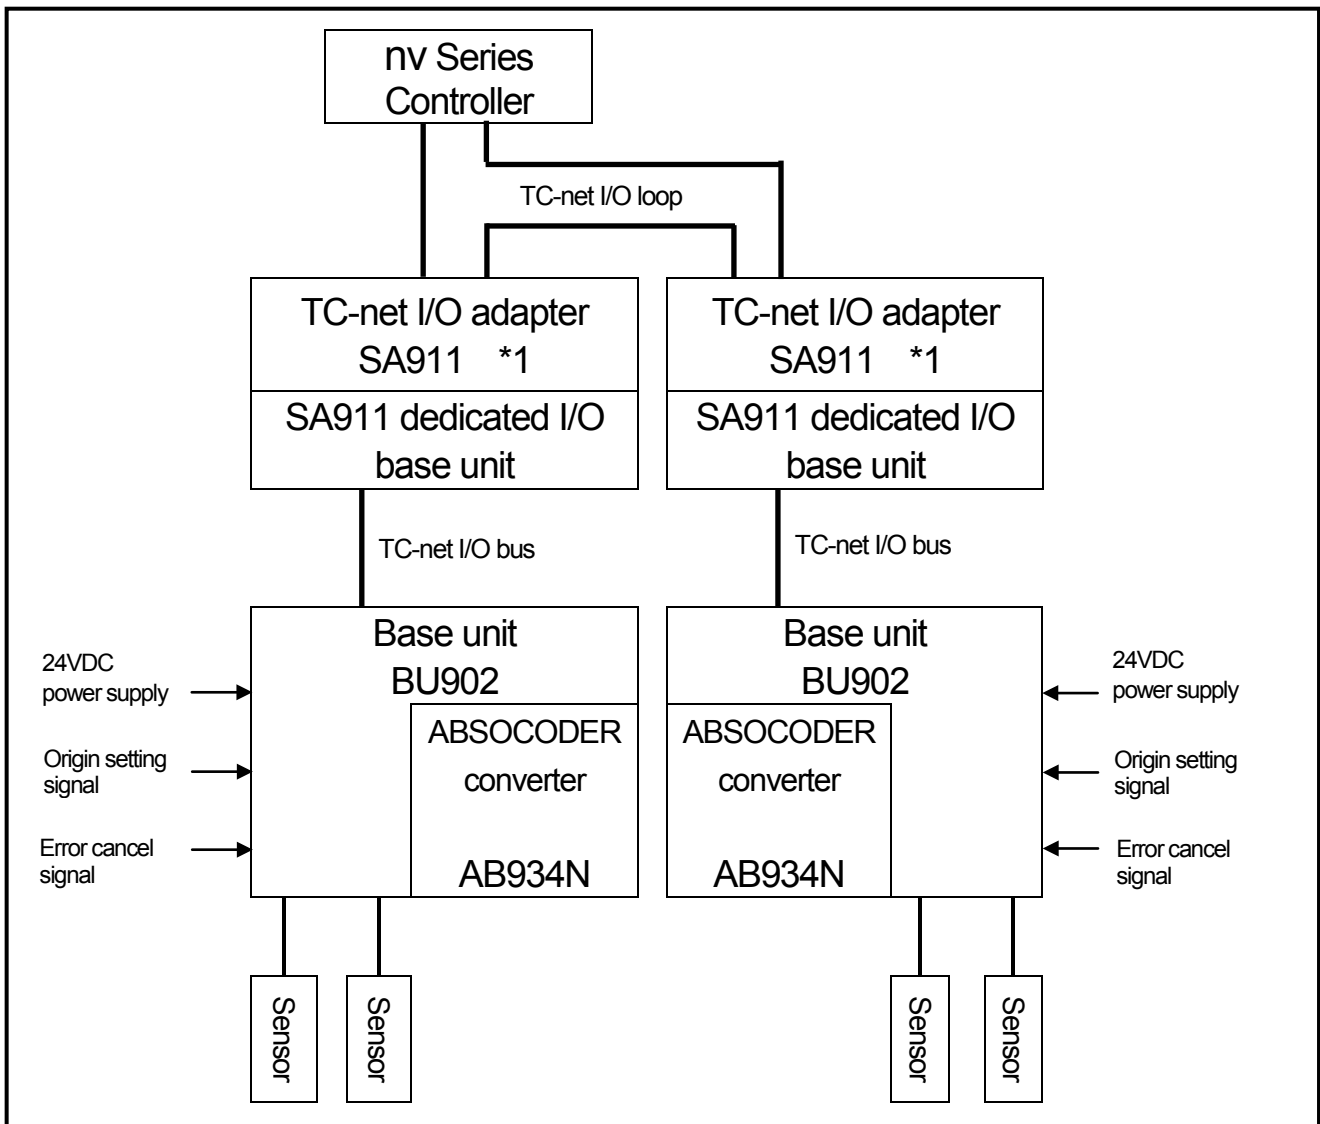 nv Series
Controller
TC-net I/O loop
TC-net I/O adapter
SA911 *1
SA911 dedicated I/O
base unit
TC-net I/O adapter
SA911 *1
SA911 dedicated I/O
base unit
TC-net I/O bus
TC-net I/O bus
24VDC
power supply
Origin setting
signal
Error cancel
signal
Base unit
BU902
ABSOCODER
converter
AB934N
Base unit
BU902
ABSOCODER
converter
AB934N
24VDC
power supply
Origin setting
signal
Error cancel
signal
Sensor
Sensor
Sensor
Sensor